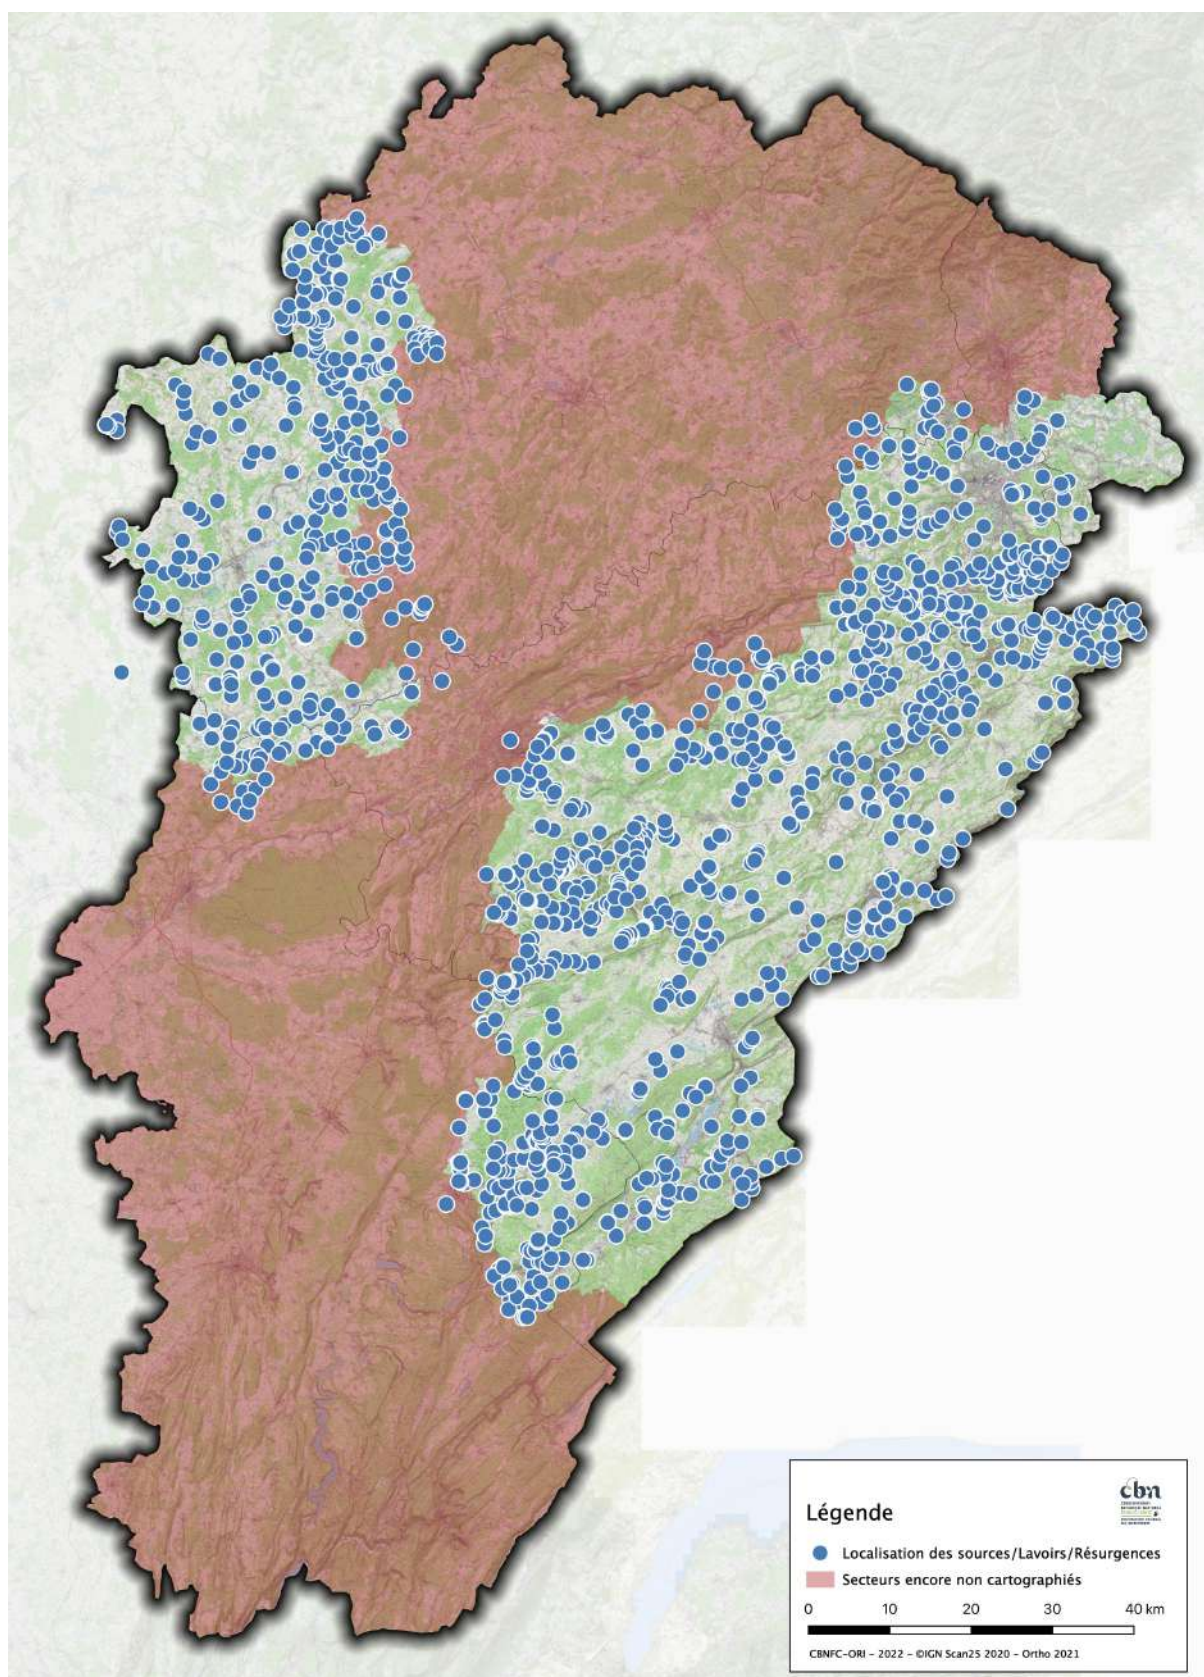 Légende
cbn
Localisation des sources/Lavoirs/Résurgences
Secteurs encore non cartographiés
0 10 20 30 40 km
CBNFC-ORI - 2022 - ©IGN Scan25 2020 - Ortho 2021